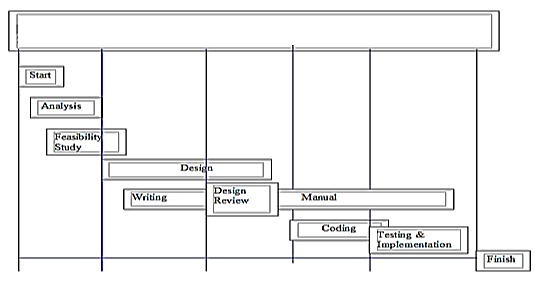 Start
Analysis
Feasibility
Study
Design
Writing
Design
Review
Manual
Coding
Testing &
Implementation
Finish